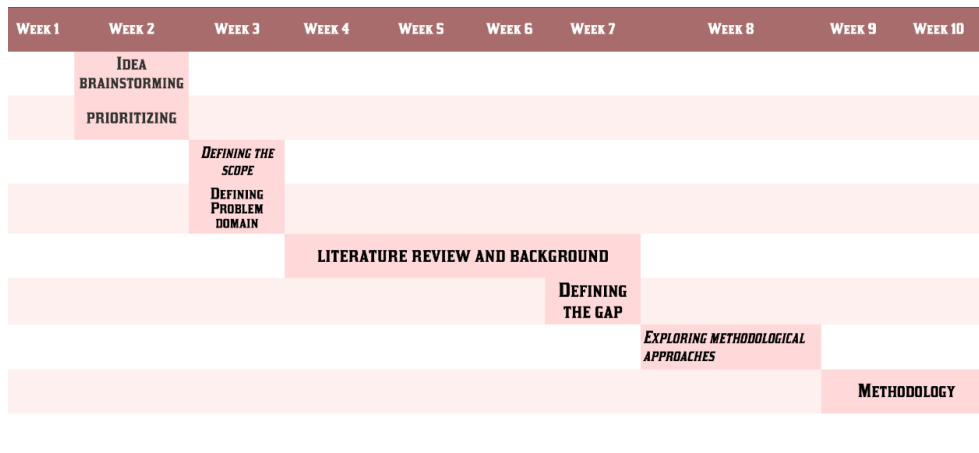 Week 1 Week 2 Week 3 Week 4 Week 5 Week 6 Week 7 Week 8 Week 9 Week 10
Idea
brainstorming
prioritizing
Defining the
scope
Defining
Problem
domain
literature review and background
Defining
the gap
Exploring methodological
approaches
Methodology